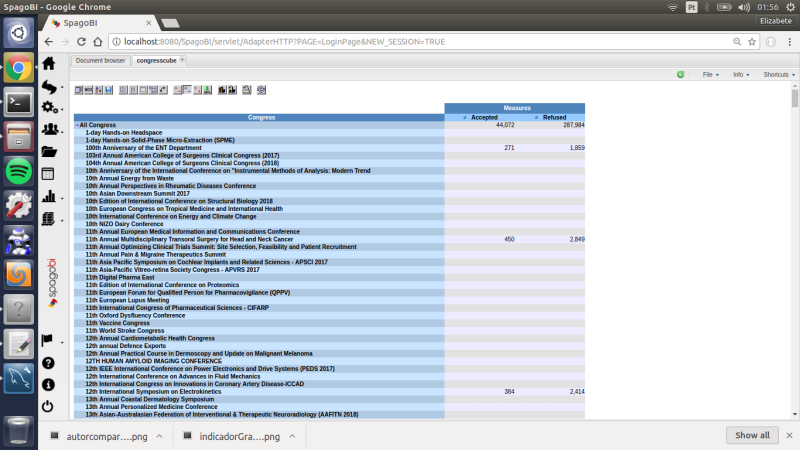 SpagoBI - Google Chrome
Pt
01:56
SpagoBI
Elizabete
localhost:8080/SpagoBI/servlet/AdapterHTTP?PAGE=LoginPage&NEW_SESSION=TRUE
Document browser
congresscube
File
Info
Shortcuts
Measures
Congress
Accepted
Refused
All Congress 44,072 287,984
1-day Hands-on Headspace
1-day Hands-on Solid-Phase Micro-Extraction (SPME)
100th Anniversary of the ENT Department 271 1,859
103rd Annual American College of Surgeons Clinical Congress (2017)
104th Annual American College of Surgeons Clinical Congress (2018)
10th Anniversary of the International Conference on "Instrumental Methods of Analysis: Modern Trend
10th Annual Energy from Waste
10th Annual Perspectives in Rheumatic Diseases Conference
10th Asian Downstream Summit 2017
10th Edition of International Conference on Structural Biology 2018
10th European Congress on Tropical Medicine and International Health
10th International Conference on Energy and Climate Change
10th NIZO Dairy Conference
11th Annual European Medical Information and Communications Conference
11th Annual Multidisciplinary Transoral Surgery for Head and Neck Cancer 450 2,849
11th Annual Optimizing Clinical Trials Summit: Site Selection, Feasibility and Patient Recruitment
11th Annual Pain & Migraine Therapeutics Summit
11th Asia Pacific Symposium on Cochlear Implants and Related Sciences - APSCI 2017
11th Asia-Pacific Vitreo-retina Society Congress - APVRS 2017
11th Digital Pharma East
11th Edition of International Conference on Proteomics
11th European Forum for Qualified Person for Pharmacovigilance (QPPV)
11th European Lupus Meeting
11th International Congress of Pharmaceutical Sciences - CIFARP
11th Oxford Dysfluency Conference
11th Vaccine Congress
11th World Stroke Congress
12th Annual Cardiometabolic Health Congress
12th annual Defence Exports
12th Annual Practical Course in Dermoscopy and Update on Malignant Melanoma
12TH HUMAN AMYLOID IMAGING CONFERENCE
12th IEEE International Conference on Power Electronics and Drive Systems (PEDS 2017)
12th International Conference on Advances in Fluid Mechanics
12th International Congress on Innovations in Coronary Artery Disease-ICCAD
12th International Symposium on Electrokinetics 384 2,414
13th Annual Coastal Dermatology Symposium
13th Annual Personalized Medicine Conference
13th Asian-Australasian Federation of Interventional & Therapeutic Neuroradiology (AAFITN 2018)
SpagoBI
autorcompar....png
indicadorGra....png
Show all